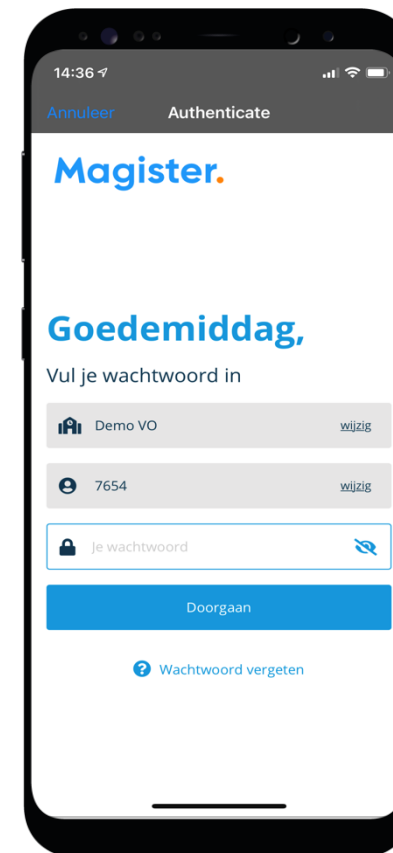 14:36
Annuleer Authenticate
Magister.
Goedemiddag,
Vul je wachtwoord in
Demo VO wijzig
7654 wijzig
Je wachtwoord
Doorgaan
? Wachtwoord vergeten